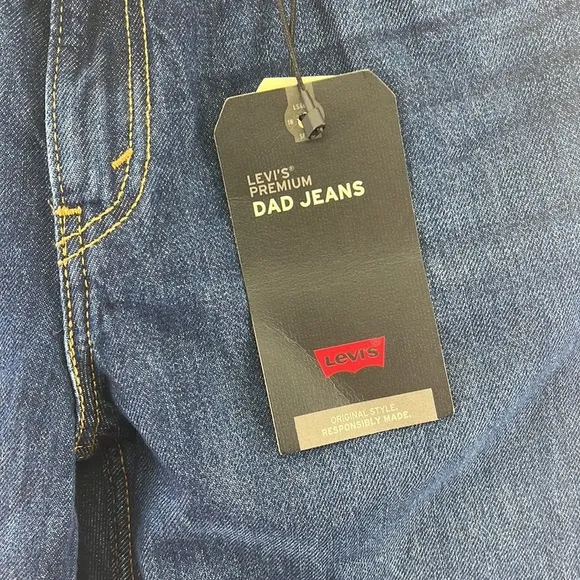 LEVI'S®
PREMIUM
DAD JEANS
LEVI'S
ORIGINAL STYLE.
RESPONSIBLY MADE.